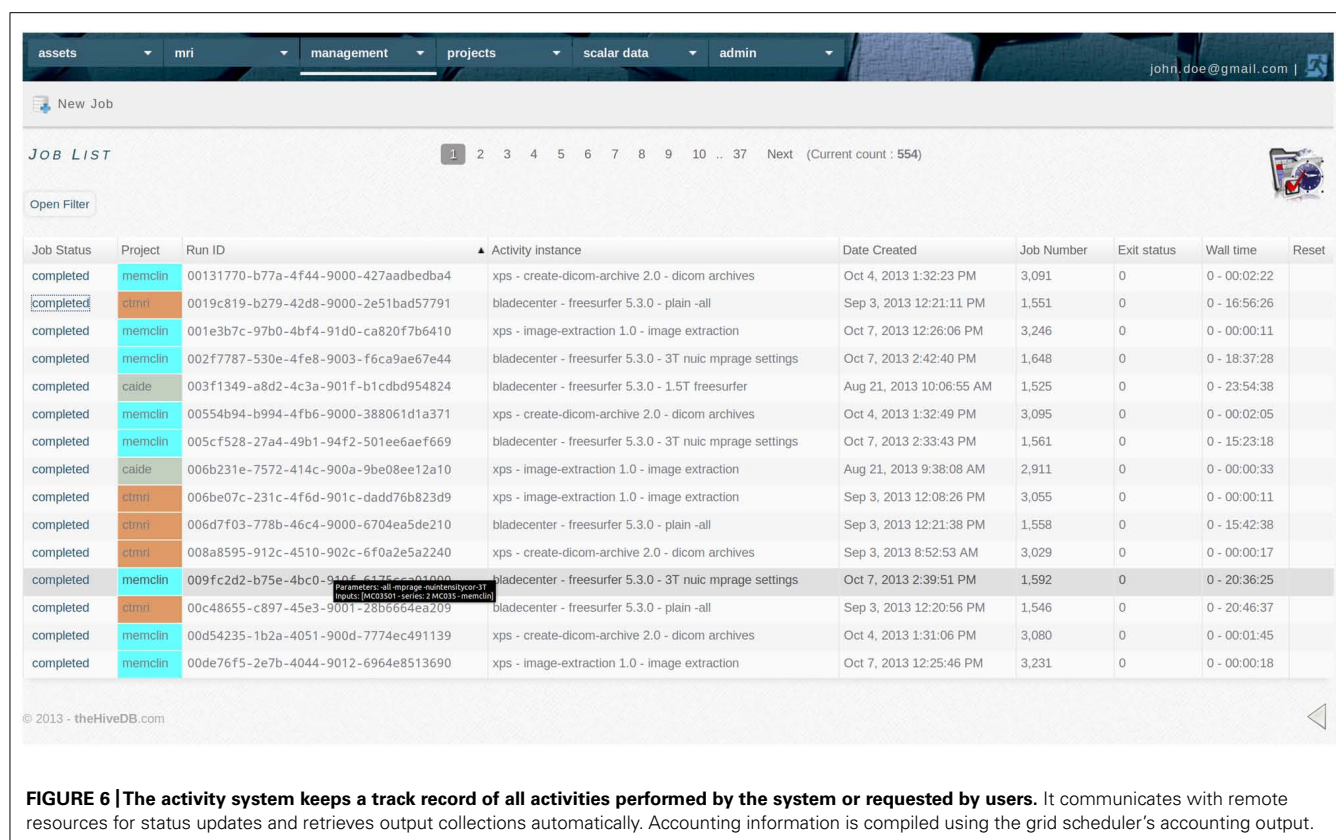 assets mri management projects scalar data admin
john.doe@gmail.com |
New Job
JOB LIST 1 2 3 4 5 6 7 8 9 10 .. 37 Next (Current count : 554)
Open Filter
Job Status Project Run ID Activity instance Date Created Job Number Exit status Wall time Reset
completed memclin 00131770-b77a-4f44-9000-427aadbedba4 xps - create-dicom-archive 2.0 - dicom archives Oct 4, 2013 1:32:23 PM 3,091 0 0 - 00:02:22
completed ctmri 0019c819-b279-42d8-9000-2e51bad57791 bladecenter - freesurfer 5.3.0 - plain -all Sep 3, 2013 12:21:11 PM 1,551 0 0 - 16:56:26
completed memclin 001e3b7c-97b0-4bf4-91d0-ca820f7b6410 xps - image-extraction 1.0 - image extraction Oct 7, 2013 12:26:06 PM 3,246 0 0 - 00:00:11
completed memclin 002f7787-530e-4fe8-9003-f6ca9ae67e44 bladecenter - freesurfer 5.3.0 - 3T nuic mprage settings Oct 7, 2013 2:42:40 PM 1,648 0 0 - 18:37:28
completed caide 003f1349-a8d2-4c3a-901f-b1cdbd954824 bladecenter - freesurfer 5.3.0 - 1.5T freesurfer Aug 21, 2013 10:06:55 AM 1,525 0 0 - 23:54:38
completed memclin 00554b94-b994-4fb6-9000-388061d1a371 xps - create-dicom-archive 2.0 - dicom archives Oct 4, 2013 1:32:49 PM 3,095 0 0 - 00:02:05
completed memclin 005cf528-27a4-49b1-94f2-501ee6aef669 bladecenter - freesurfer 5.3.0 - 3T nuic mprage settings Oct 7, 2013 2:33:43 PM 1,561 0 0 - 15:23:18
completed caide 006b231e-7572-414c-900a-9be08ee12a10 xps - image-extraction 1.0 - image extraction Aug 21, 2013 9:38:08 AM 2,911 0 0 - 00:00:33
completed ctmri 006be07c-231c-4f6d-901c-dadd76b823d9 xps - image-extraction 1.0 - image extraction Sep 3, 2013 12:08:26 PM 3,055 0 0 - 00:00:11
completed ctmri 006d7f03-778b-46c4-9000-6704ea5de210 bladecenter - freesurfer 5.3.0 - plain -all Sep 3, 2013 12:21:38 PM 1,558 0 0 - 15:42:38
completed ctmri 008a8595-912c-4510-902c-6f0a2e5a2240 xps - create-dicom-archive 2.0 - dicom archives Sep 3, 2013 8:52:53 AM 3,029 0 0 - 00:00:17
completed memclin bladecenter - freesurfer 5.3.0 - 3T nuic mprage settings Oct 7, 2013 2:39:51 PM 1,592 0 0 - 20:36:25
Parameters: -all -mprage -nuintensitycor-3T
Inputs: [MC03501 - series: 2 MC035 - memclin]
completed ctmri 00c48655-c897-45e3-9001-28b6664ea209 bladecenter - freesurfer 5.3.0 - plain -all Sep 3, 2013 12:20:56 PM 1,546 0 0 - 20:46:37
completed memclin 00d54235-1b2a-4051-900d-7774ec491139 xps - create-dicom-archive 2.0 - dicom archives Oct 4, 2013 1:31:06 PM 3,080 0 0 - 00:01:45
completed memclin 00de76f5-2e7b-4044-9012-6964e8513690 xps - image-extraction 1.0 - image extraction Oct 7, 2013 12:25:46 PM 3,231 0 0 - 00:00:18
© 2013 - theHiveDB.com
FIGURE 6 | The activity system keeps a track record of all activities performed by the system or requested by users. It communicates with remote
resources for status updates and retrieves output collections automatically. Accounting information is compiled using the grid scheduler's accounting output.